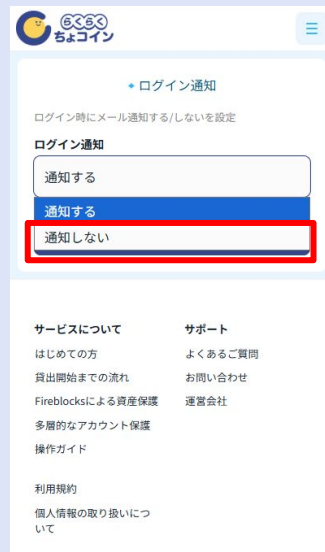 らくらく
ちょコイン
ログイン通知
ログイン時にメール通知する/しないを設定
ログイン通知
通知する
通知する
通知しない
サービスについて
はじめての方
貸出開始までの流れ
Fireblocksによる資産保護
多層的なアカウント保護
操作ガイド
利用規約
個人情報の取り扱いにつ
いて
サポート
よくあるご質問
お問い合わせ
運営会社